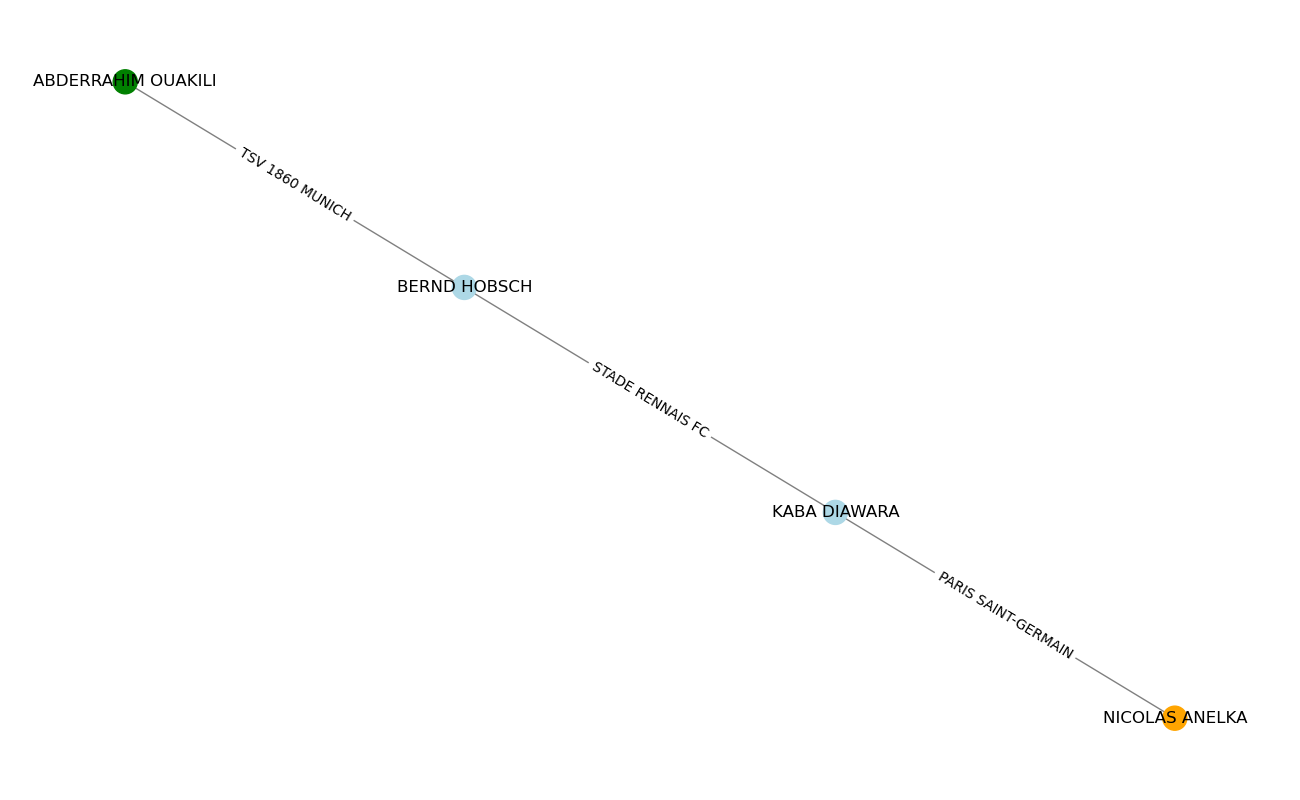 ABDERRAHIM OUAKILI
TSV 1860 MUNICH
BERND HOBSCH
STADE RENNAIS FC
KABA DIAWARA
PARIS SAINT-GERMAIN
NICOLAS ANELKA